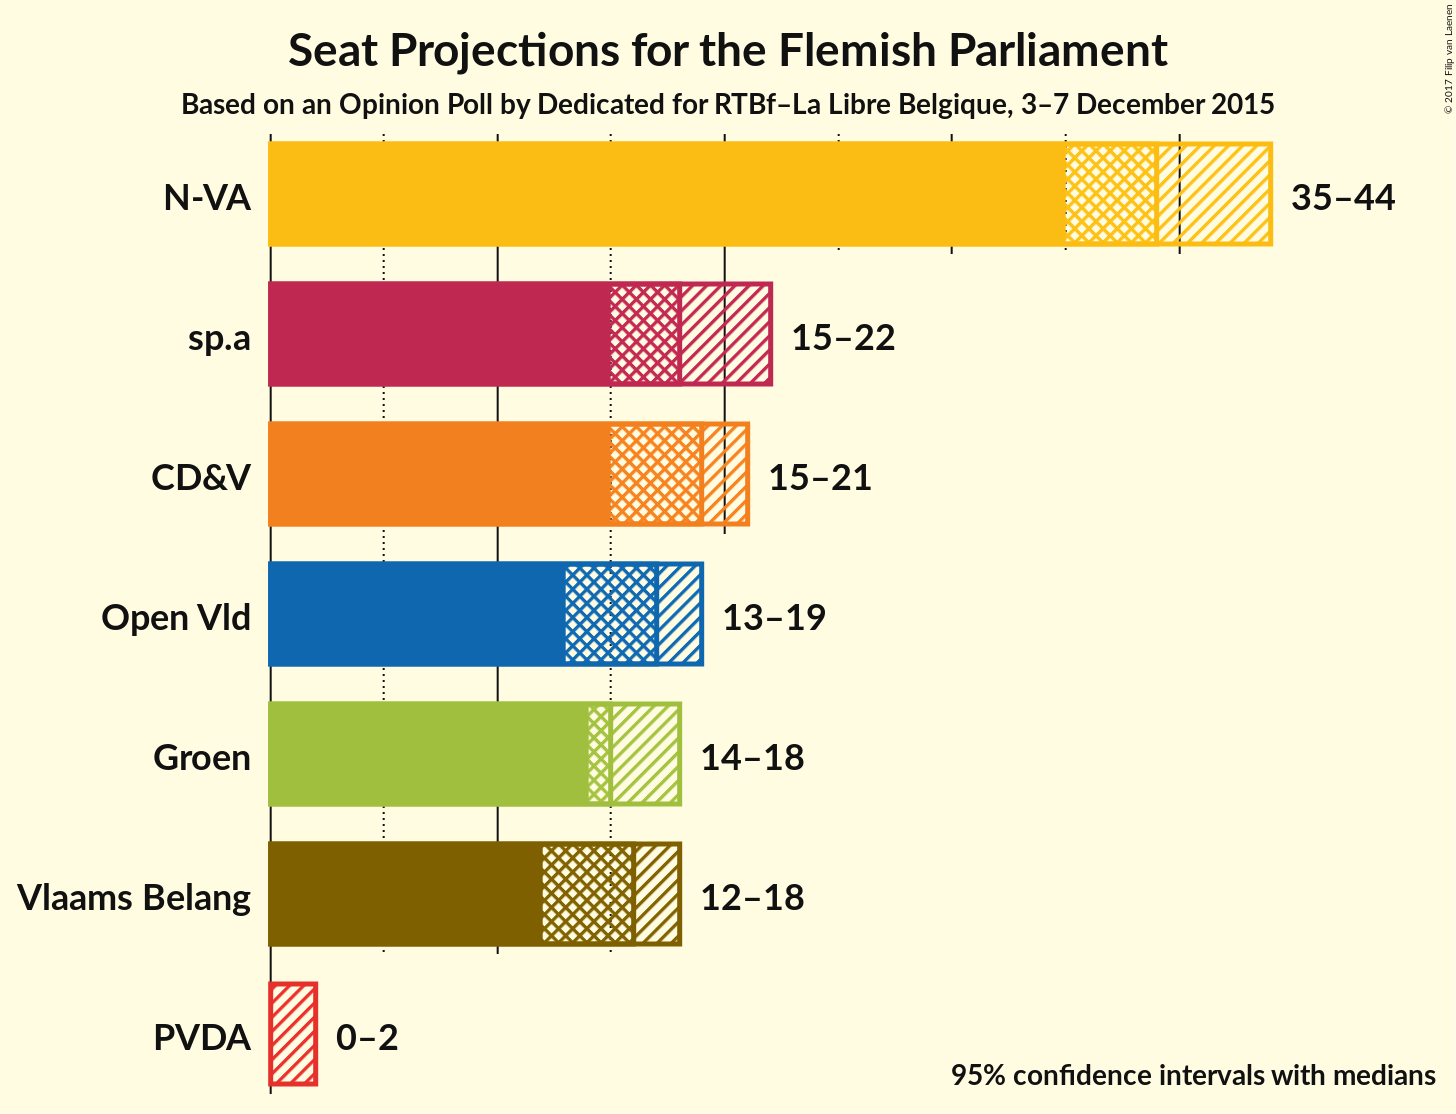 Seat Projections for the Flemish Parliament
Based on an Opinion Poll by Dedicated for RTBf–La Libre Belgique, 3–7 December 2015
© 2017 Filip van Laenen
N-VA 35–44
sp.a 15–22
CD&V 15–21
Open Vld 13–19
Groen 14–18
Vlaams Belang 12–18
PVDA 0–2
95% confidence intervals with medians